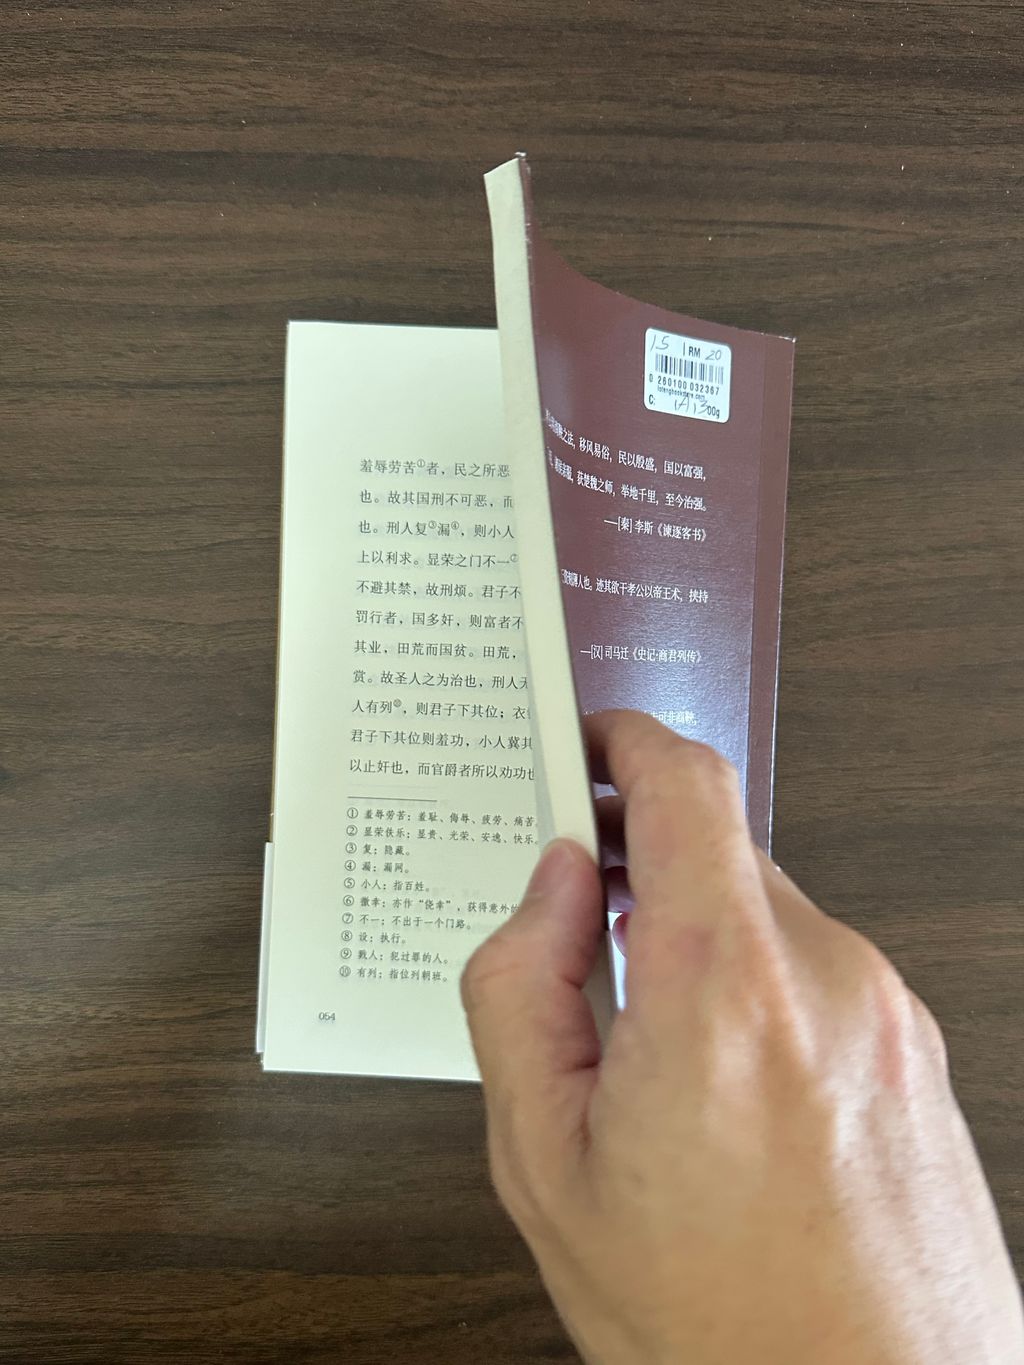 羞辱劳苦①者，民之所恶
也。故其国刑不可恶，而
也。刑人复③漏④，则小人
上以利求。显荣之门不一⑦
不避其禁，故刑烦。君子不
罚行者，国多奸，则富者不
其业，田荒而国贫。田荒，
赏。故圣人之为治也，刑人无
人有列⑩，则君子下其位；衣
君子下其位则羞功，小人冀其
以止奸也，而官爵者所以劝功也
① 羞辱劳苦：羞耻、侮辱、疲劳、痛苦。
② 显荣佚乐：显贵、光荣、安逸、快乐。
③ 复：隐藏。
④ 漏：漏网。
⑤ 小人：指百姓。
⑥ 徼幸：亦作“侥幸”，获得意外的
⑦ 不一：不出于一个门路。
⑧ 设：执行。
⑨ 戮人：犯过罪的人。
⑩ 有列：指位列朝班。
054
15 | RM 20
0 260100 032367
C: 1A13 00g
之法，移风易俗，民以殷盛，国以富强，
服，获楚魏之师，举地千里，至今治强。
—[秦] 李斯《谏逐客书》
人也。迹其欲干孝公以帝王术，挟持
—[汉] 司马迁《史记·商君列传》
可非商鞅，